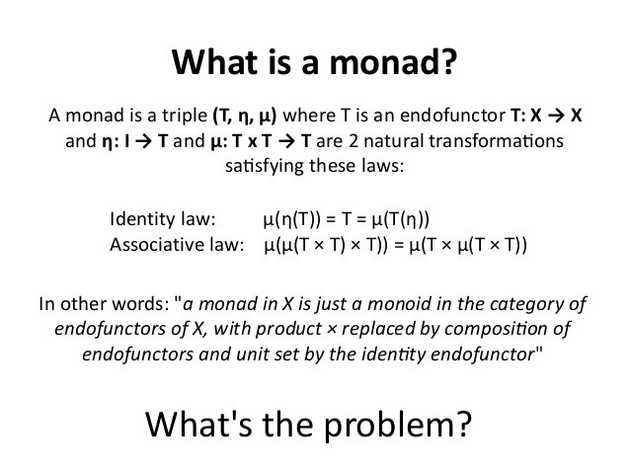 What is a monad?
A monad is a triple (T, η, μ) where T is an endofunctor T: X → X
and η: I → T and μ: T x T → T are 2 natural transformations
satisfying these laws:
Identity law: μ(η(T)) = T = μ(T(η))
Associative law: μ(μ(T × T) × T)) = μ(T × μ(T × T))
In other words: "a monad in X is just a monoid in the category of
endofunctors of X, with product × replaced by composition of
endofunctors and unit set by the identity endofunctor"
What's the problem?